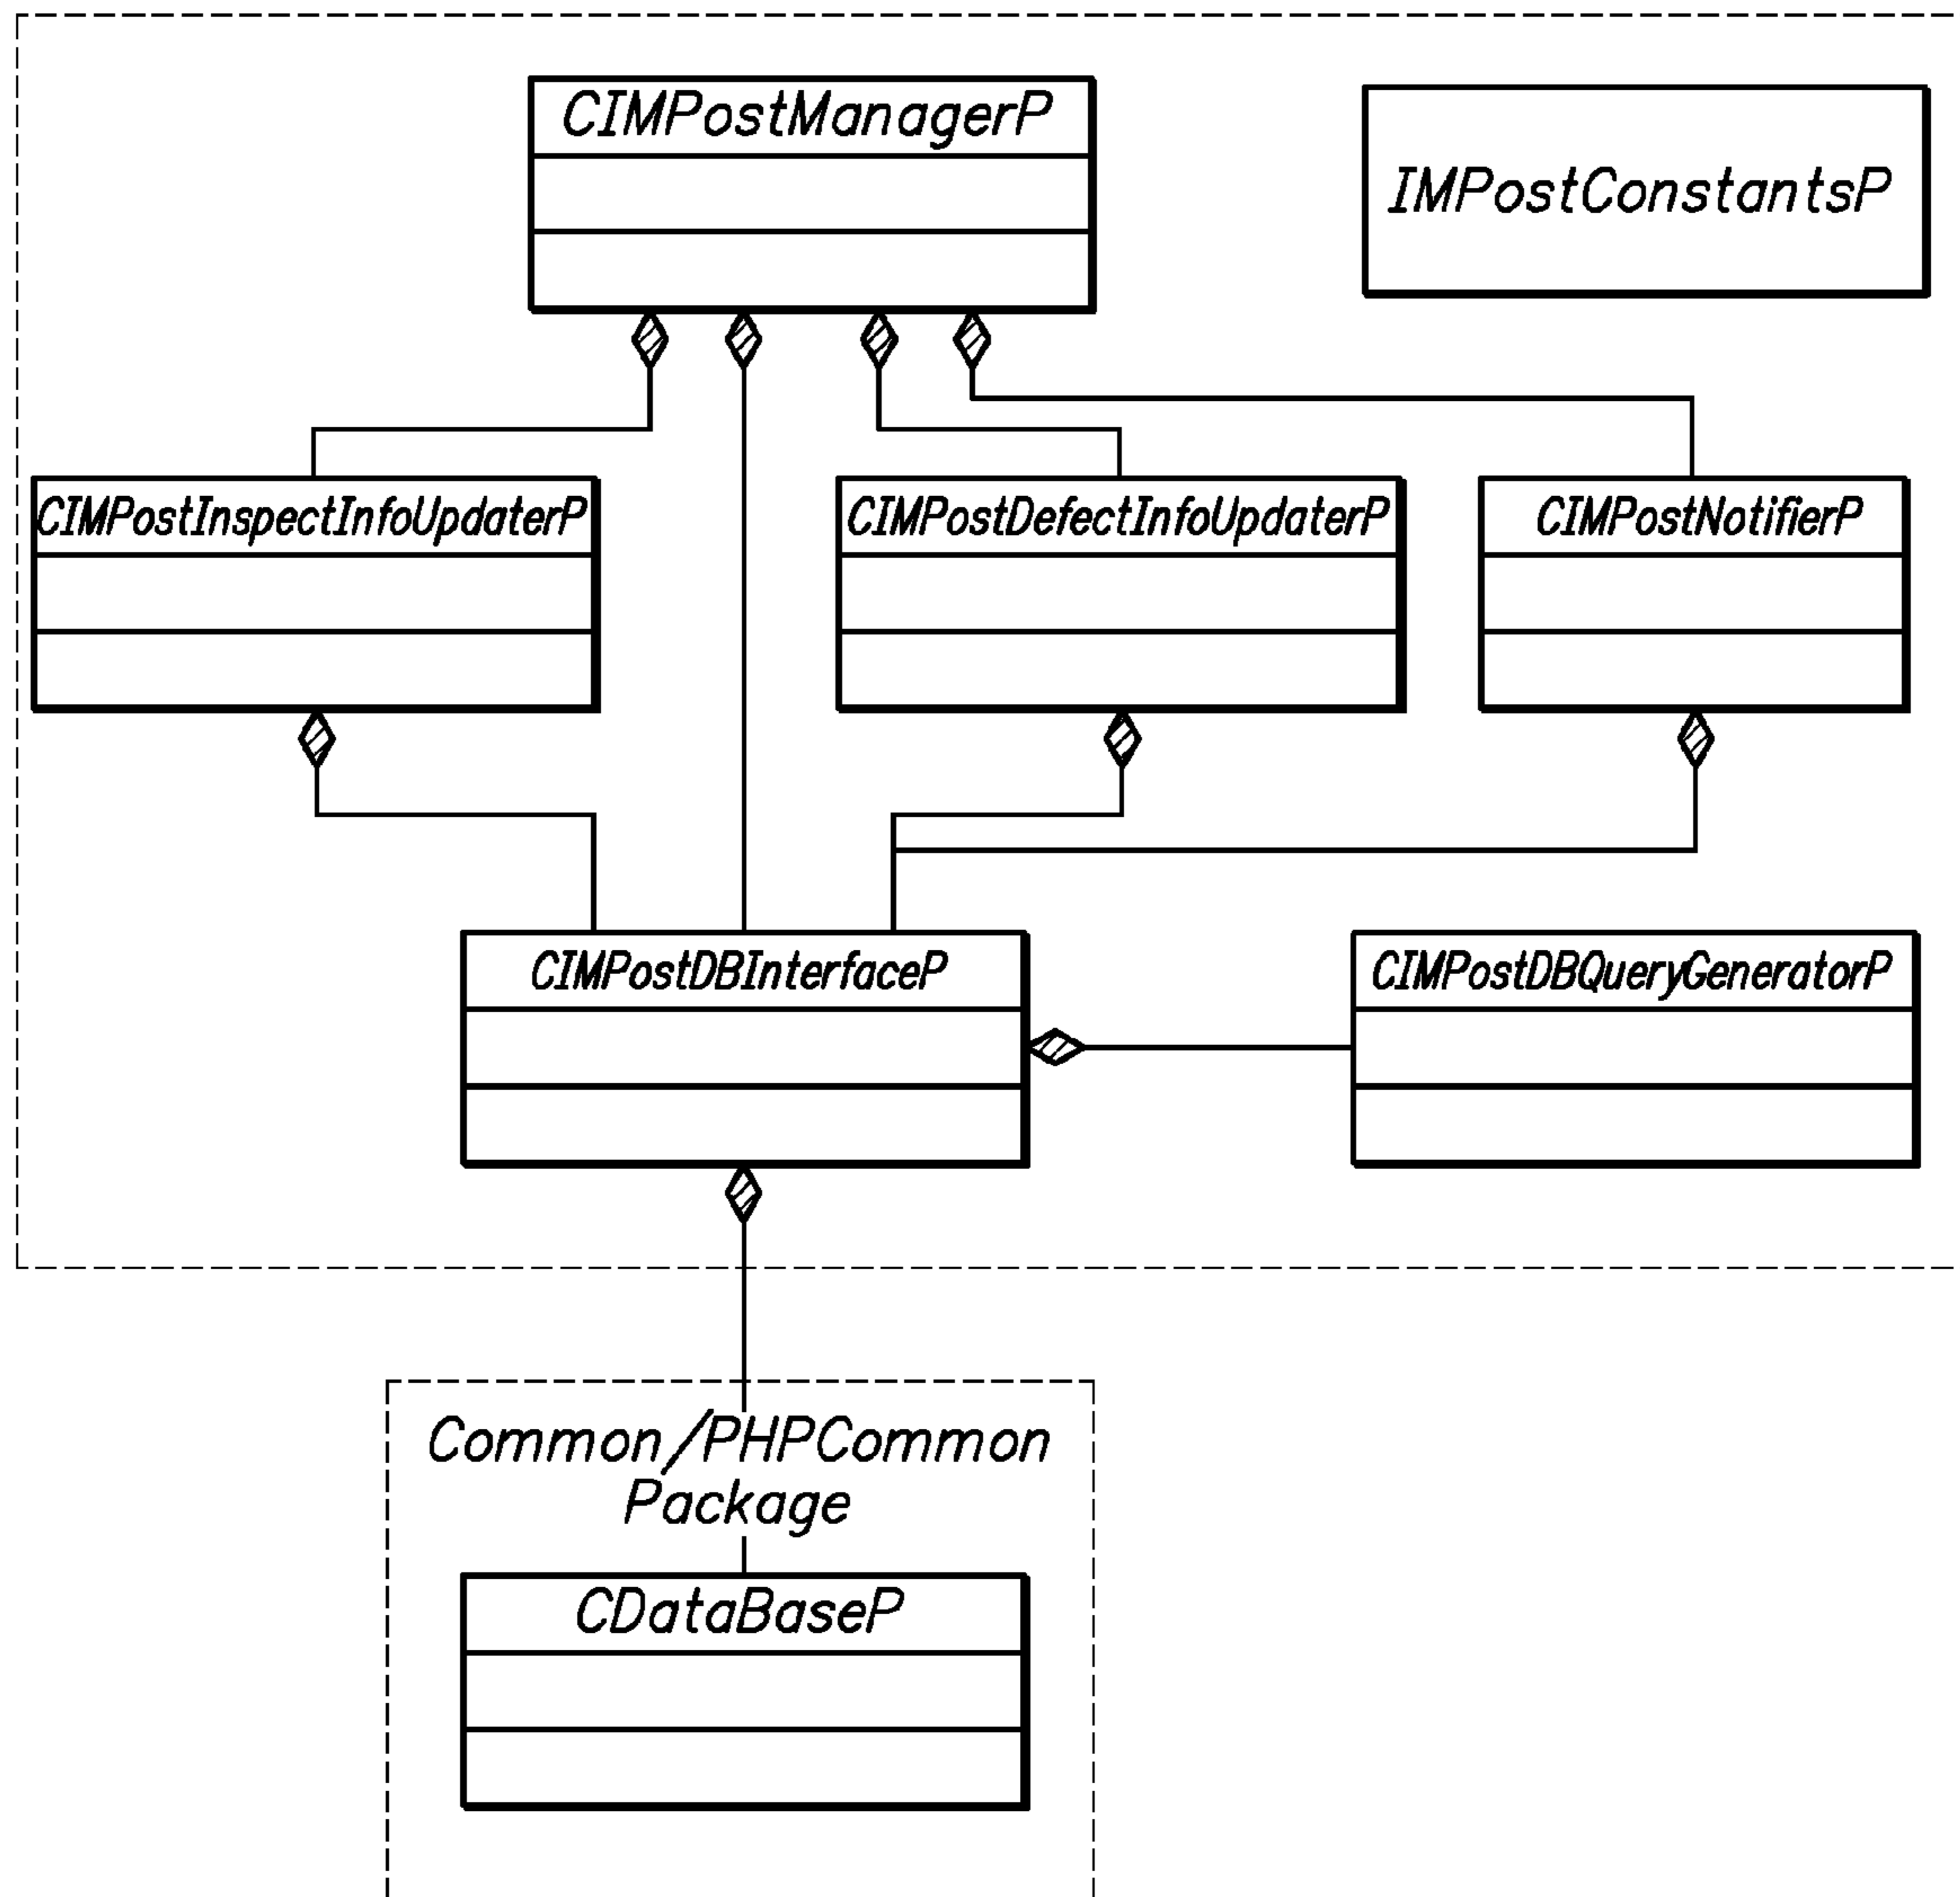 CIMPostManagerP
IMPostConstantsP
CIMPostInspectInfoUpdaterP
CIMPostDefectInfoUpdaterP
CIMPostNotifierP
CIMPostDBInterfaceP
CIMPostDBQueryGeneratorP
Common/PHPCommon
Package
CDataBaseP